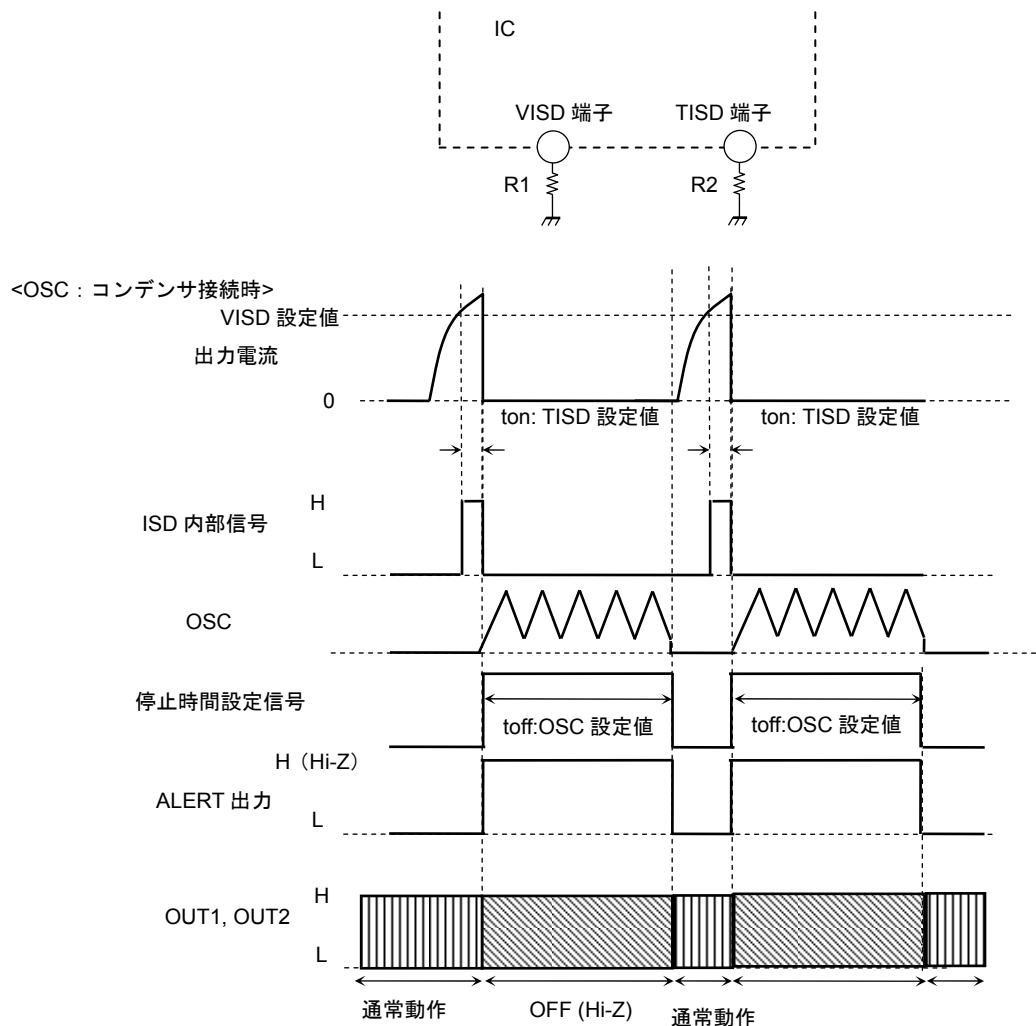 IC
VISD 端子
TISD 端子
R1
R2
<OSC：コンデンサ接続時>
VISD 設定値
出力電流
0
ton: TISD 設定値
ton: TISD 設定値
H
ISD 内部信号
L
OSC
停止時間設定信号
toff:OSC 設定値
toff:OSC 設定値
H（Hi-Z）
ALERT 出力
L
H
OUT1, OUT2
L
通常動作
OFF (Hi-Z)
通常動作